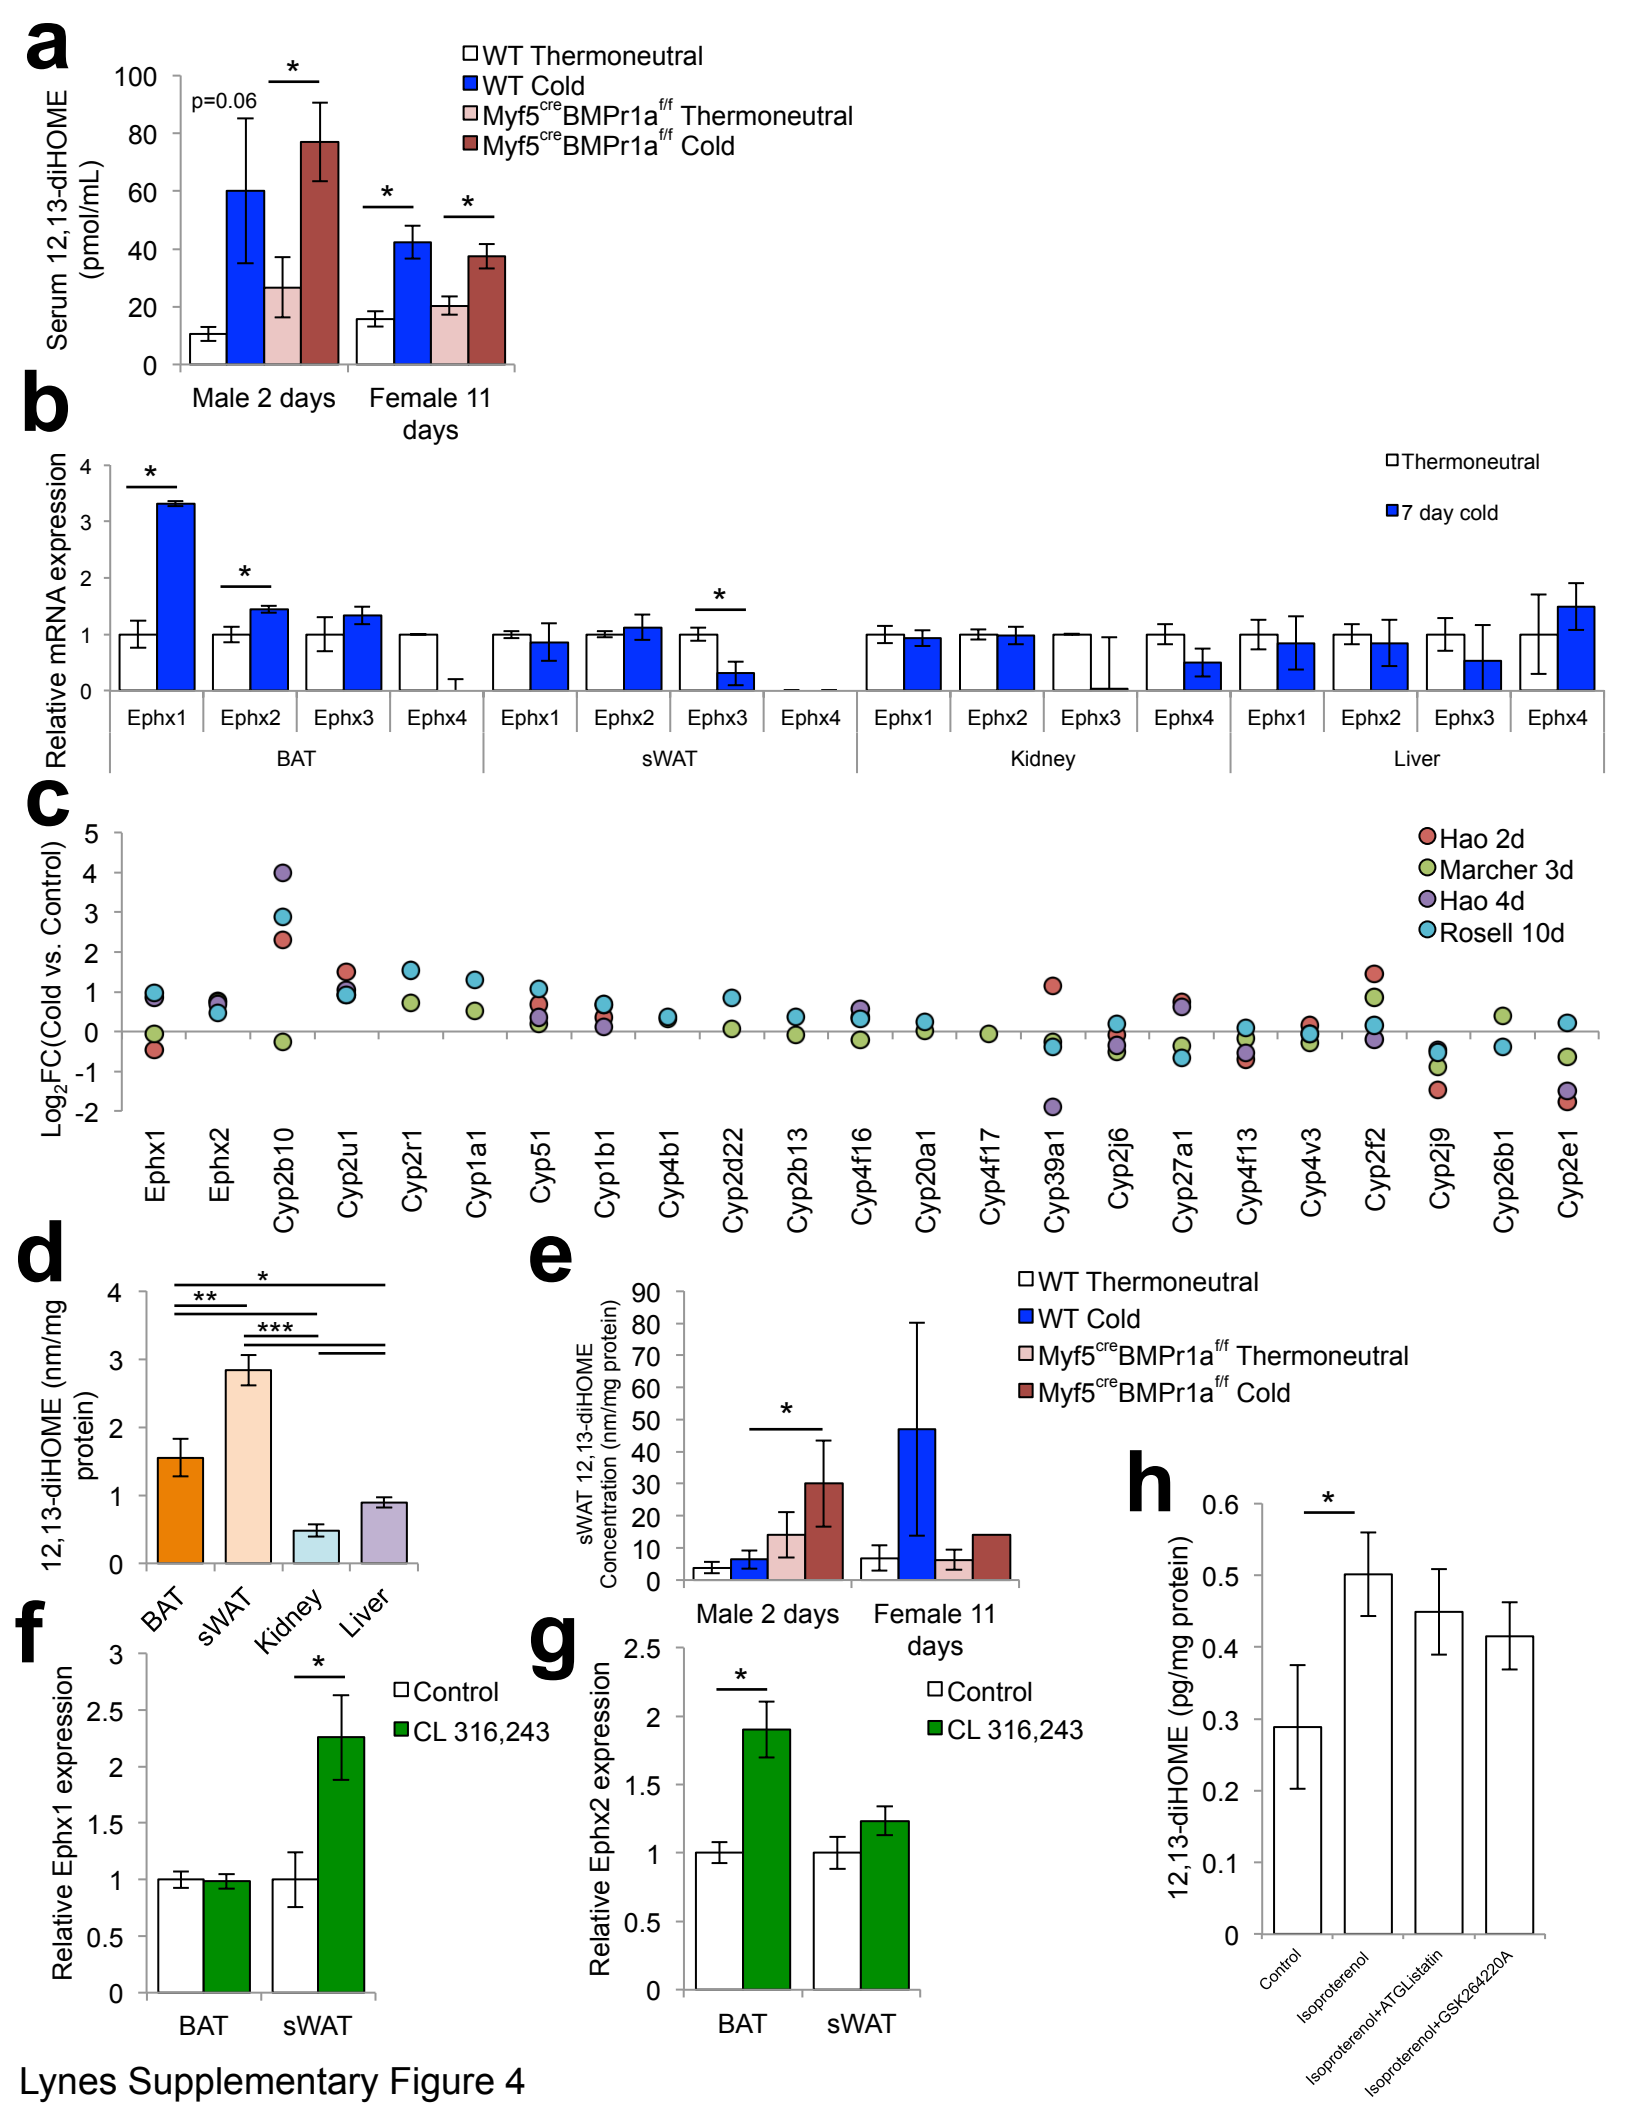 a
Serum 12,13-diHOME
(pmol/mL)
100
80
60
40
20
0
p=0.06
*
*
*
Male 2 days
Female 11
days
WT Thermoneutral
WT Cold
Myf5creBMPr1af/f Thermoneutral
Myf5creBMPr1af/f Cold
b
Relative mRNA expression
4
3
2
1
0
*
*
*
Thermoneutral
7 day cold
Ephx1 Ephx2 Ephx3 Ephx4 Ephx1 Ephx2 Ephx3 Ephx4 Ephx1 Ephx2 Ephx3 Ephx4 Ephx1 Ephx2 Ephx3 Ephx4
BAT sWAT Kidney Liver
c
Log2FC(Cold vs. Control)
5
4
3
2
1
0
-1
-2
Hao 2d
Marcher 3d
Hao 4d
Rosell 10d
Ephx1
Ephx2
Cyp2b10
Cyp2u1
Cyp2r1
Cyp1a1
Cyp51
Cyp1b1
Cyp4b1
Cyp2d22
Cyp2b13
Cyp4f16
Cyp20a1
Cyp4f17
Cyp39a1
Cyp2j6
Cyp27a1
Cyp4f13
Cyp4v3
Cyp2f2
Cyp2j9
Cyp26b1
Cyp2e1
d
12,13-diHOME (nm/mg
protein)
4
3
2
1
0
*
**
***
BAT
sWAT
Kidney
Liver
e
sWAT 12,13-diHOME
Concentration (nm/mg protein)
90
80
70
60
50
40
30
20
10
0
*
Male 2 days
Female 11
days
WT Thermoneutral
WT Cold
Myf5creBMPr1af/f Thermoneutral
Myf5creBMPr1af/f Cold
f
Relative Ephx1 expression
3
2.5
2
1.5
1
0.5
0
*
Control
CL 316,243
BAT
sWAT
g
Relative Ephx2 expression
2.5
2
1.5
1
0.5
0
*
Control
CL 316,243
BAT
sWAT
h
12,13-diHOME (pg/mg protein)
0.6
0.5
0.4
0.3
0.2
0.1
0
*
Control
Isoproterenol
Isoproterenol+ATGListatin
Isoproterenol+GSK264220A
Lynes Supplementary Figure 4